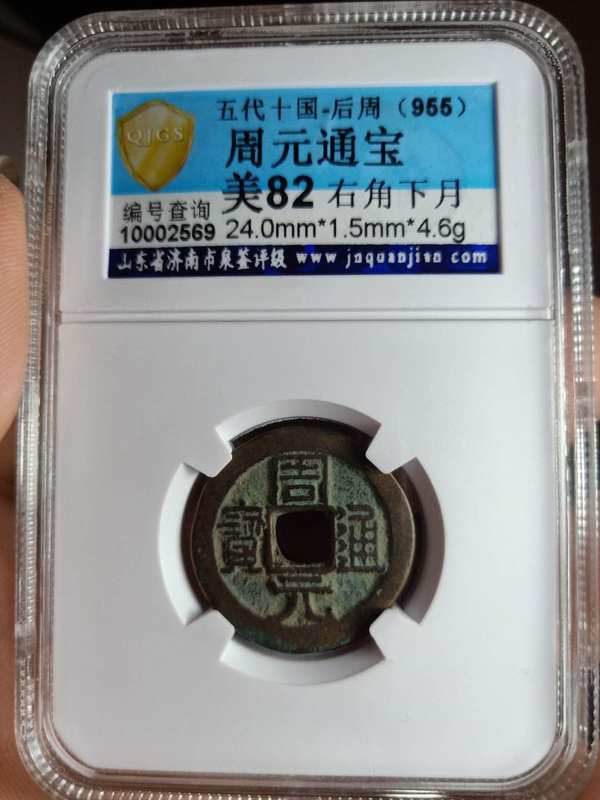 QJGS
五代十国-后周（955）
周元通宝
美82 右角下月
编号查询
10002569 24.0mm*1.5mm*4.6g
山东省济南市泉签评级 www.jnquanjian.com
周
寶 通
元